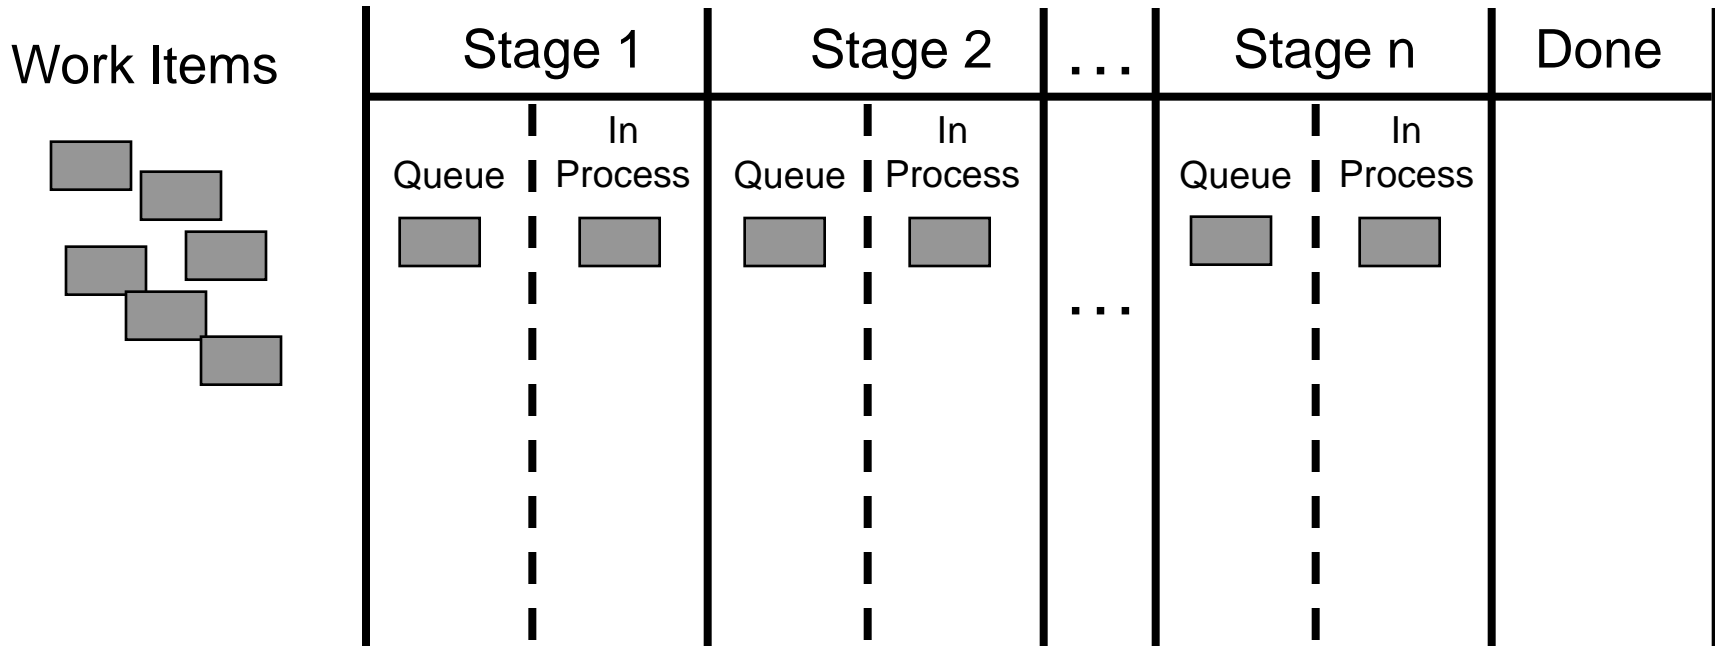 Work Items
Stage 1
Stage 2
...
Stage n
Done
Queue
In
Process
Queue
In
Process
...
Queue
In
Process